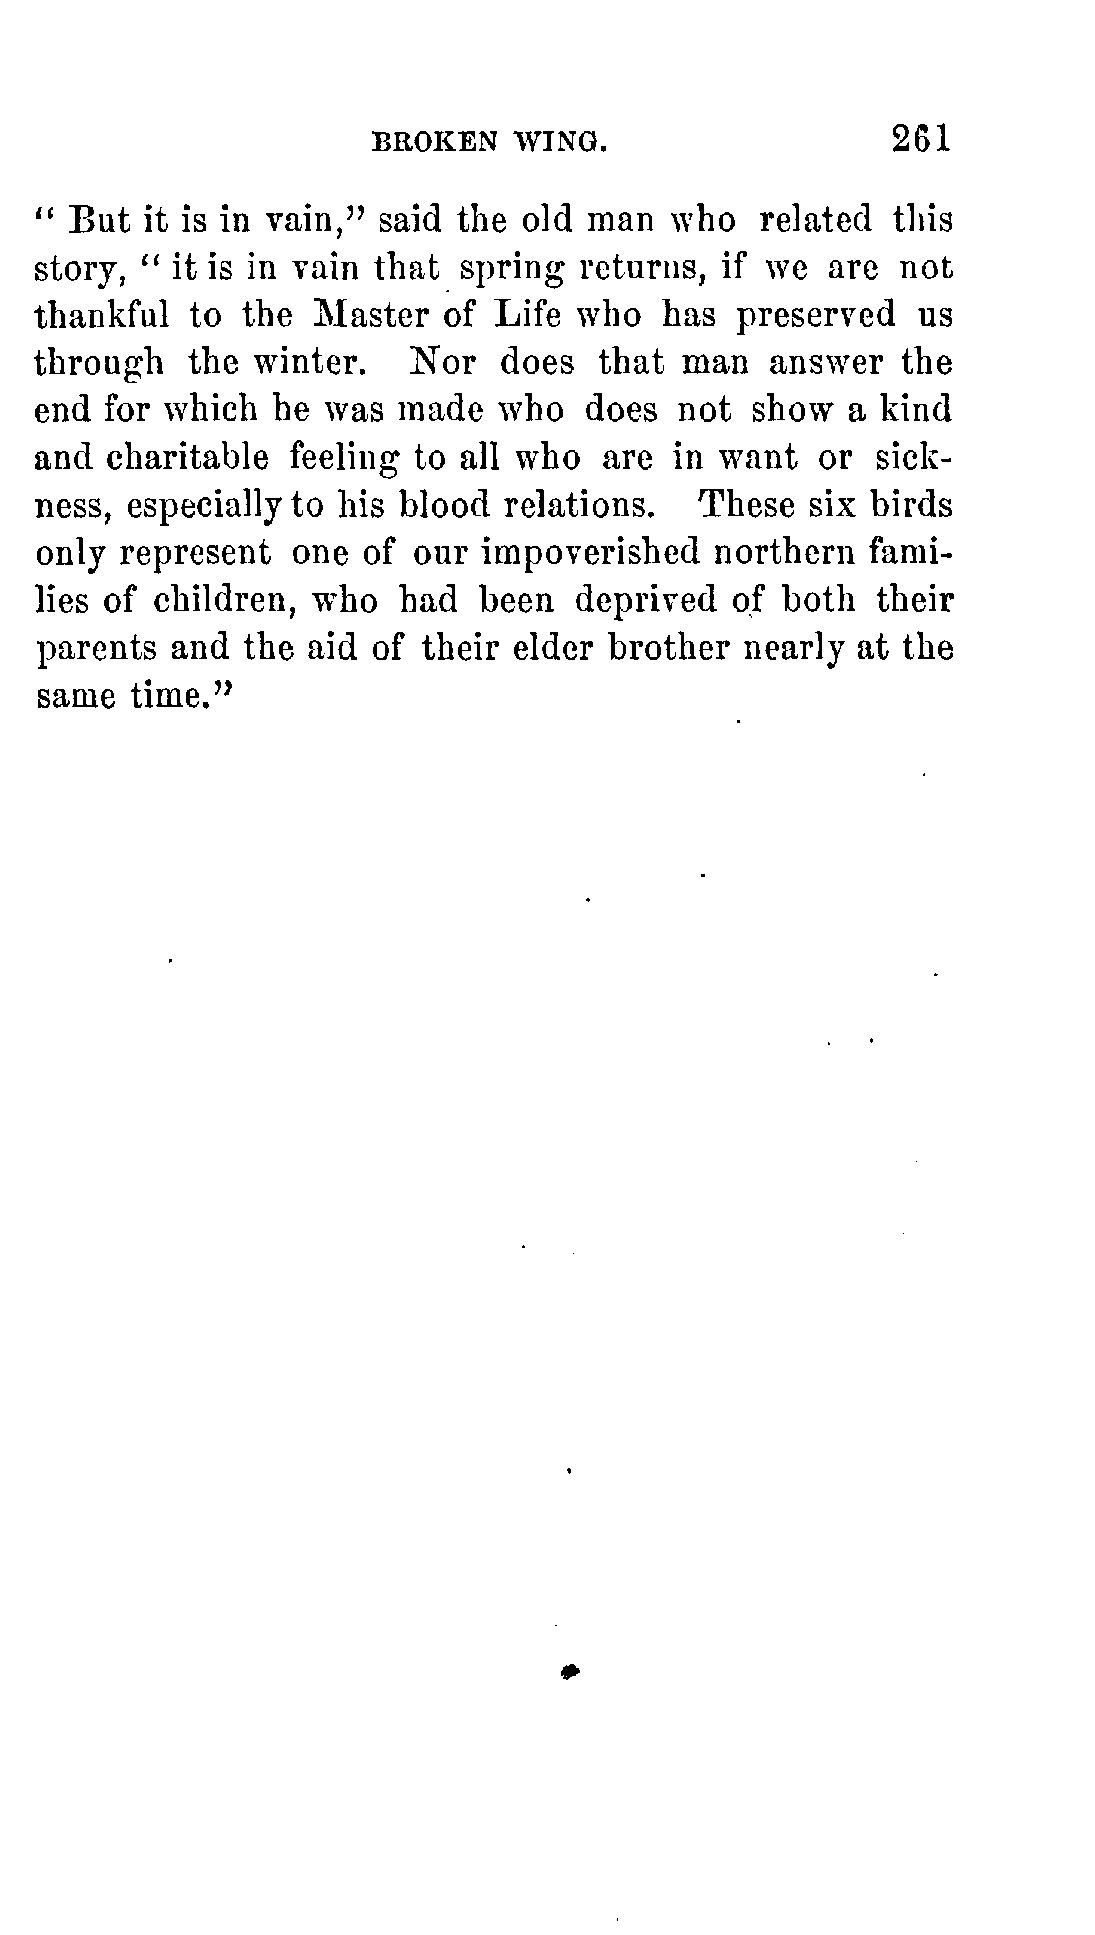 BROKEN WING. 261
" But it is in vain," said the old man who related this
story, " it is in vain that spring returns, if we are not
thankful to the Master of Life who has preserved us
through the winter. Nor does that man answer the
end for which he was made who does not show a kind
and charitable feeling to all who are in want or sick-
ness, especially to his blood relations. These six birds
only represent one of our impoverished northern fami-
lies of children, who had been deprived of both their
parents and the aid of their elder brother nearly at the
same time."